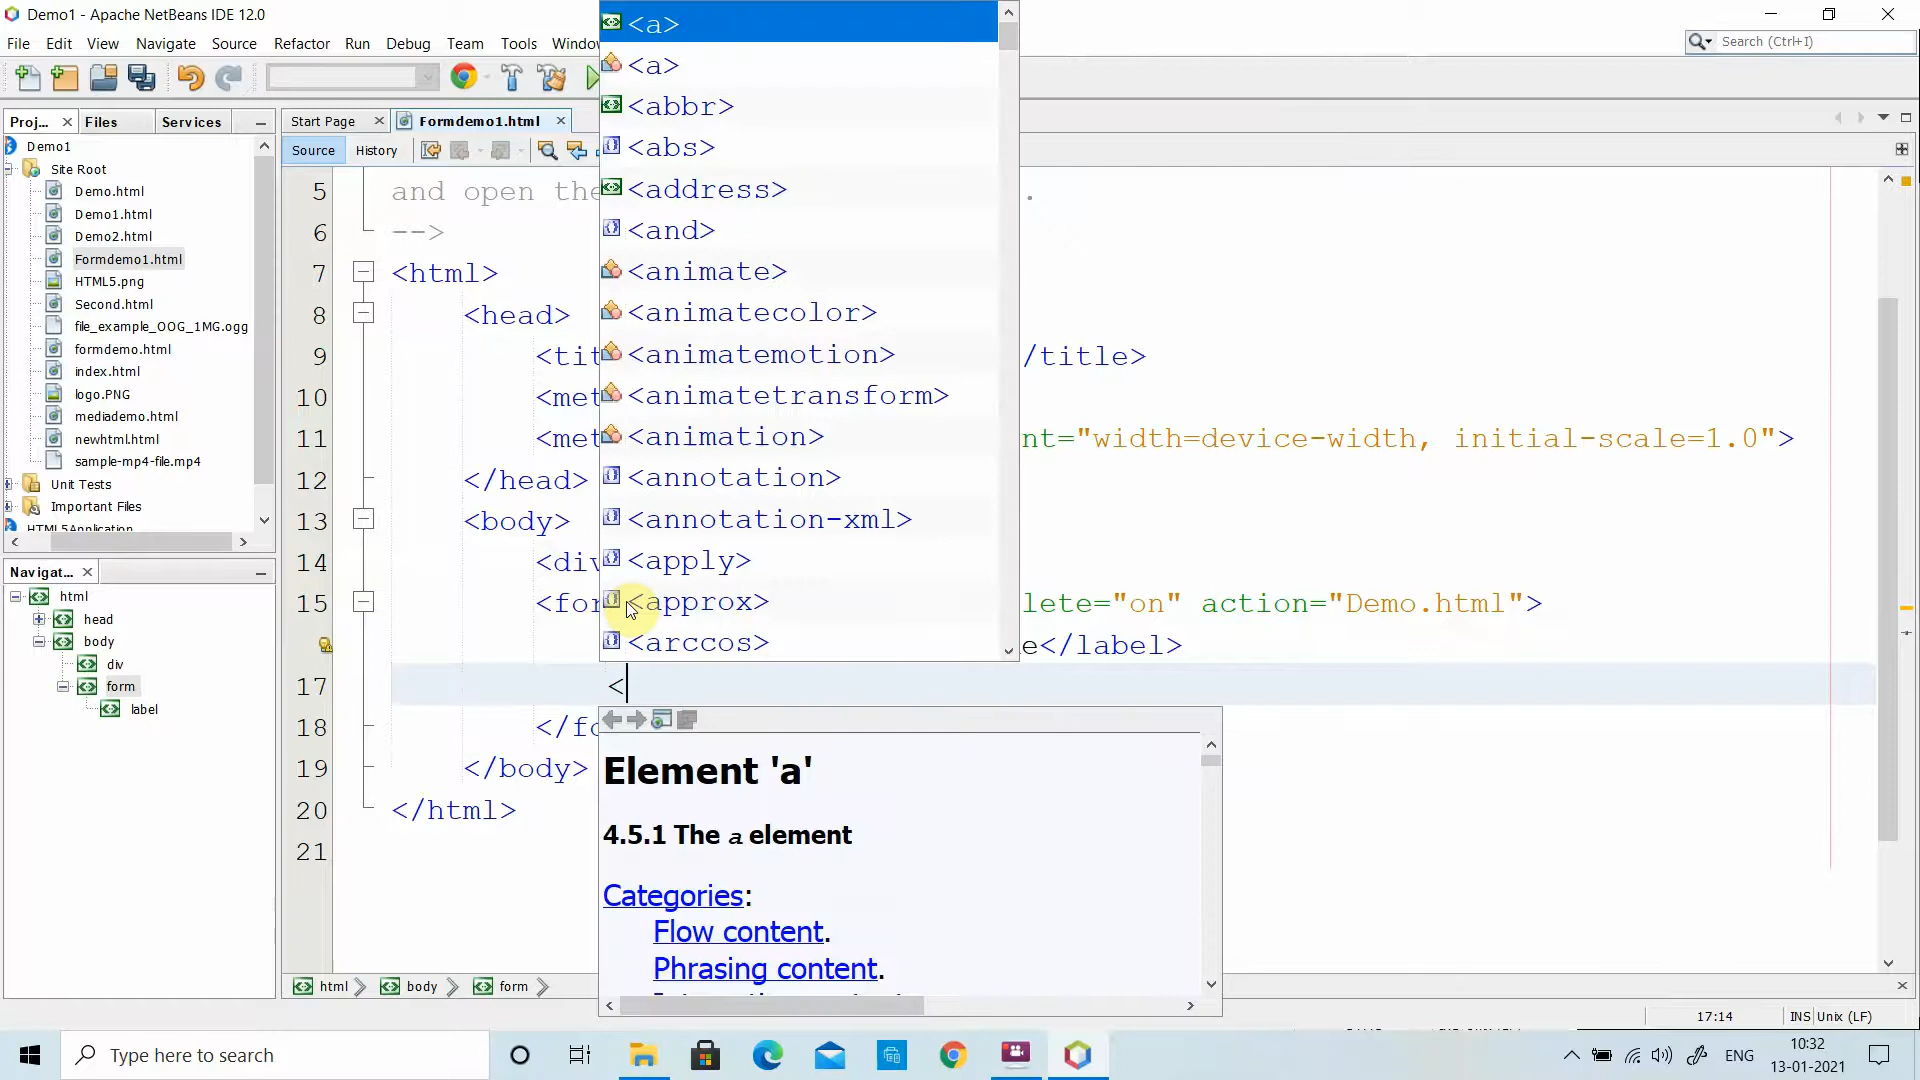 Demo1 - Apache NetBeans IDE 12.0
File Edit View Navigate Source Refactor Run Debug Team Tools Window
Search (Ctrl+I)
Proj... Files Services
Start Page Formdemo1.html
Source History
Demo1
Site Root
Demo.html
Demo1.html
Demo2.html
Formdemo1.html
HTML5.png
Second.html
file_example_OOG_1MG.ogg
formdemo.html
index.html
logo.PNG
mediademo.html
newhtml.html
sample-mp4-file.mp4
Unit Tests
Important Files
HTML5Application
Navigat...
html
head
body
div
form
label
5 and open the .
6 -->
7 <html>
8 <head>
9 <tit /title>
10 <met
11 <met nt="width=device-width, initial-scale=1.0">
12 </head>
13 <body>
14 <div
15 <for lete="on" action="Demo.html">
e</label>
17 <
18 </fo
19 </body>
20 </html>
21
<a>
<a>
<abbr>
<abs>
<address>
<and>
<animate>
<animatecolor>
<animatemotion>
<animatetransform>
<animation>
<annotation>
<annotation-xml>
<apply>
<approx>
<arccos>
Element 'a'
4.5.1 The a element
Categories:
Flow content.
Phrasing content.
html body form
17:14 INS Unix (LF)
Type here to search
ENG
10:32
13-01-2021